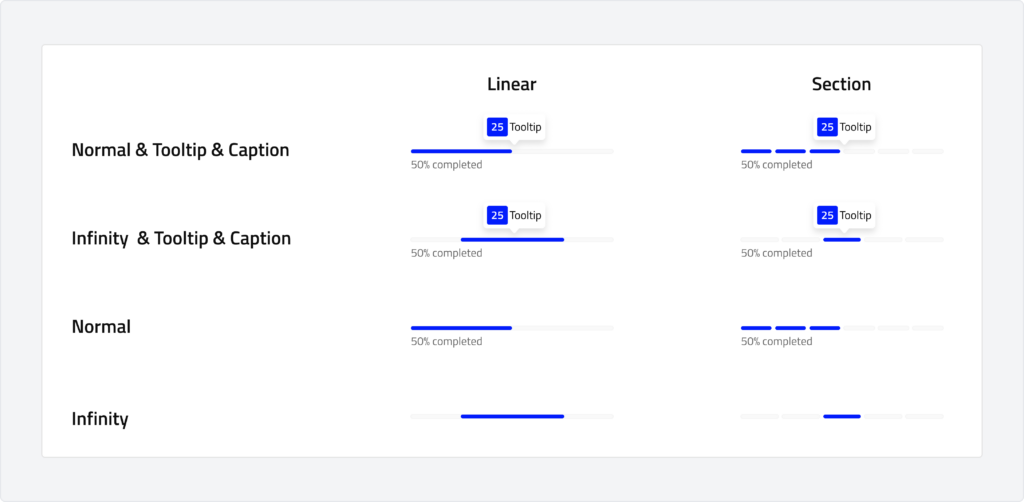 Linear
Section
Normal & Tooltip & Caption
25 Tooltip
50% completed
25 Tooltip
50% completed
Infinity & Tooltip & Caption
25 Tooltip
50% completed
25 Tooltip
50% completed
Normal
50% completed
50% completed
Infinity